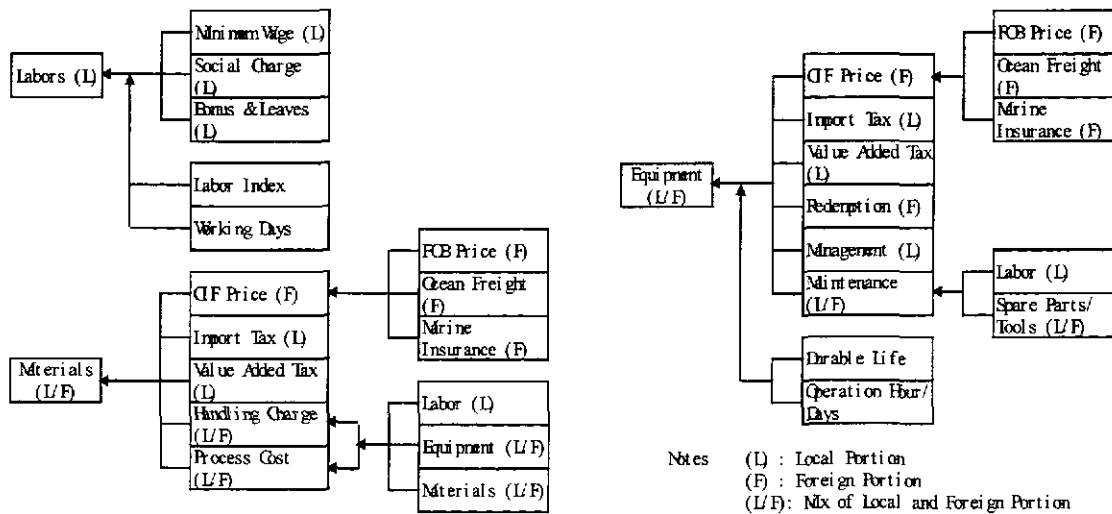 Minimum Wage (L)
Labors (L)
Social Charge
(L)
Bonus & Leaves
(L)
Labor Index
Working Days
FOB Price (F)
CIF Price (F)
Ocean Freight
(F)
Import Tax (L)
Marine
Insurance (F)
Materials
(L/F)
Value Added Tax
(L)
Handling Charge
(L/F)
Process Cost
(L/F)
Labor (L)
Equipment (L/F)
Materials (L/F)
FOB Price (F)
Ocean Freight
(F)
Marine
Insurance (F)
CIF Price (F)
Import Tax (L)
Value Added Tax
(L)
Equipment
(L/F)
Redemption (F)
Management (L)
Maintenance
(L/F)
Labor (L)
Spare Parts/
Tools (L/F)
Durable Life
Operation Hour/
Days
Notes (L) : Local Portion
(F) : Foreign Portion
(L/F): Mix of Local and Foreign Portion